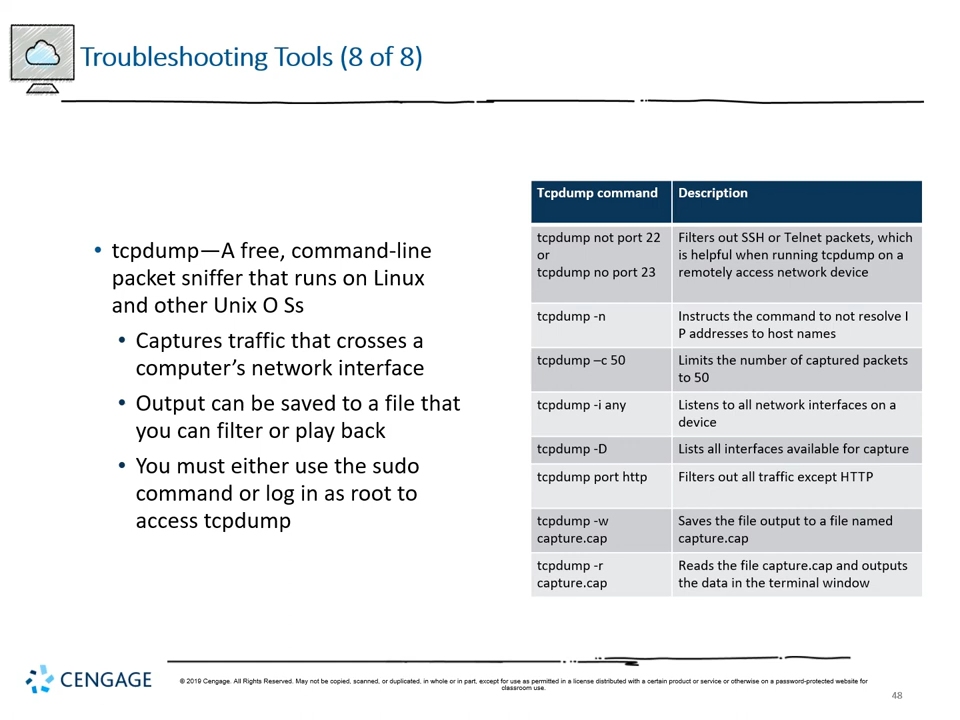 Troubleshooting Tools (8 of 8)
• tcpdump—A free, command-line
packet sniffer that runs on Linux
and other Unix O Ss
• Captures traffic that crosses a
computer's network interface
• Output can be saved to a file that
you can filter or play back
• You must either use the sudo
command or log in as root to
access tcpdump
Tcpdump command Description
tcpdump not port 22
or
tcpdump no port 23
Filters out SSH or Telnet packets, which
is helpful when running tcpdump on a
remotely access network device
tcpdump -n
Instructs the command to not resolve I
P addresses to host names
tcpdump –c 50
Limits the number of captured packets
to 50
tcpdump -i any
Listens to all network interfaces on a
device
tcpdump -D
Lists all interfaces available for capture
tcpdump port http
Filters out all traffic except HTTP
tcpdump -w
capture.cap
Saves the file output to a file named
capture.cap
tcpdump -r
capture.cap
Reads the file capture.cap and outputs
the data in the terminal window
CENGAGE
© 2019 Cengage. All Rights Reserved. May not be copied, scanned, or duplicated, in whole or in part, except for use as permitted in a license distributed with a certain product or service or otherwise on a password-protected website for
classroom use.
48